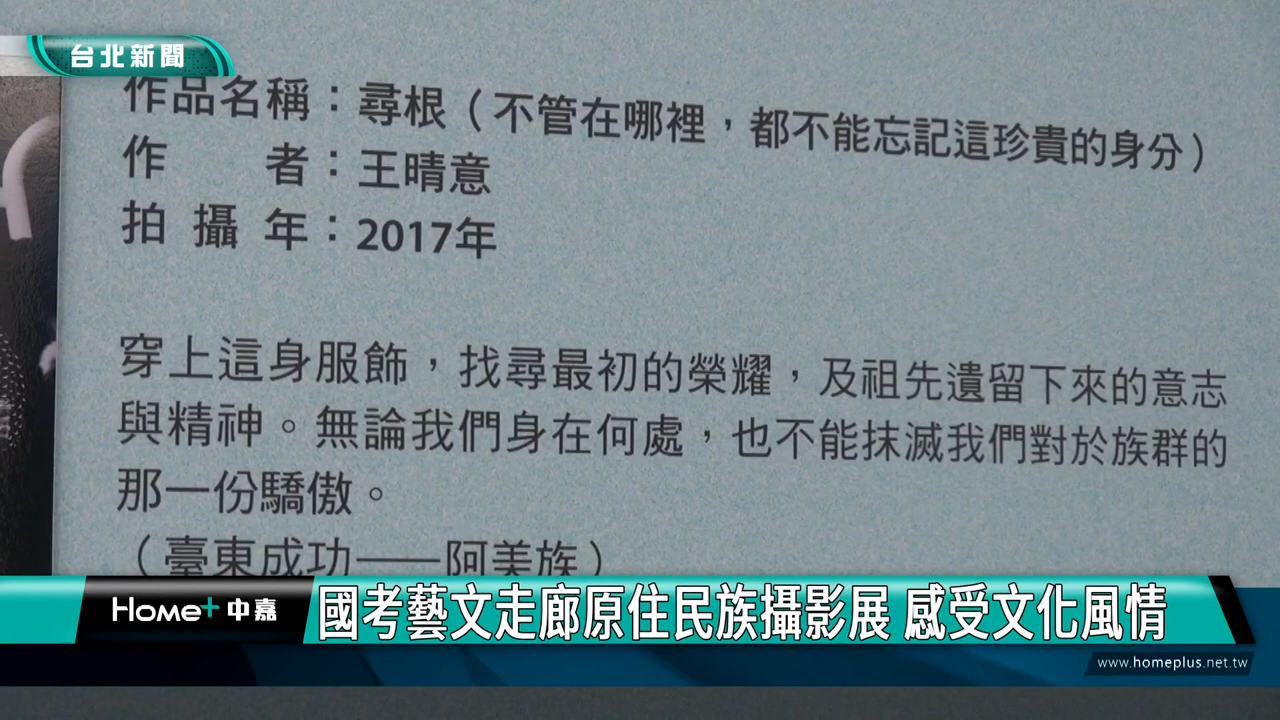 台北新聞
作品名稱：尋根（不管在哪裡，都不能忘記這珍貴的身分）
作　　者：王晴意
拍 攝 年：2017年
穿上這身服飾，找尋最初的榮耀，及祖先遺留下來的意志
與精神。無論我們身在何處，也不能抹滅我們對於族群的
那一份驕傲。
（臺東成功——阿美族）
Home+中嘉
國考藝文走廊原住民族攝影展 感受文化風情
www.homeplus.net.tw